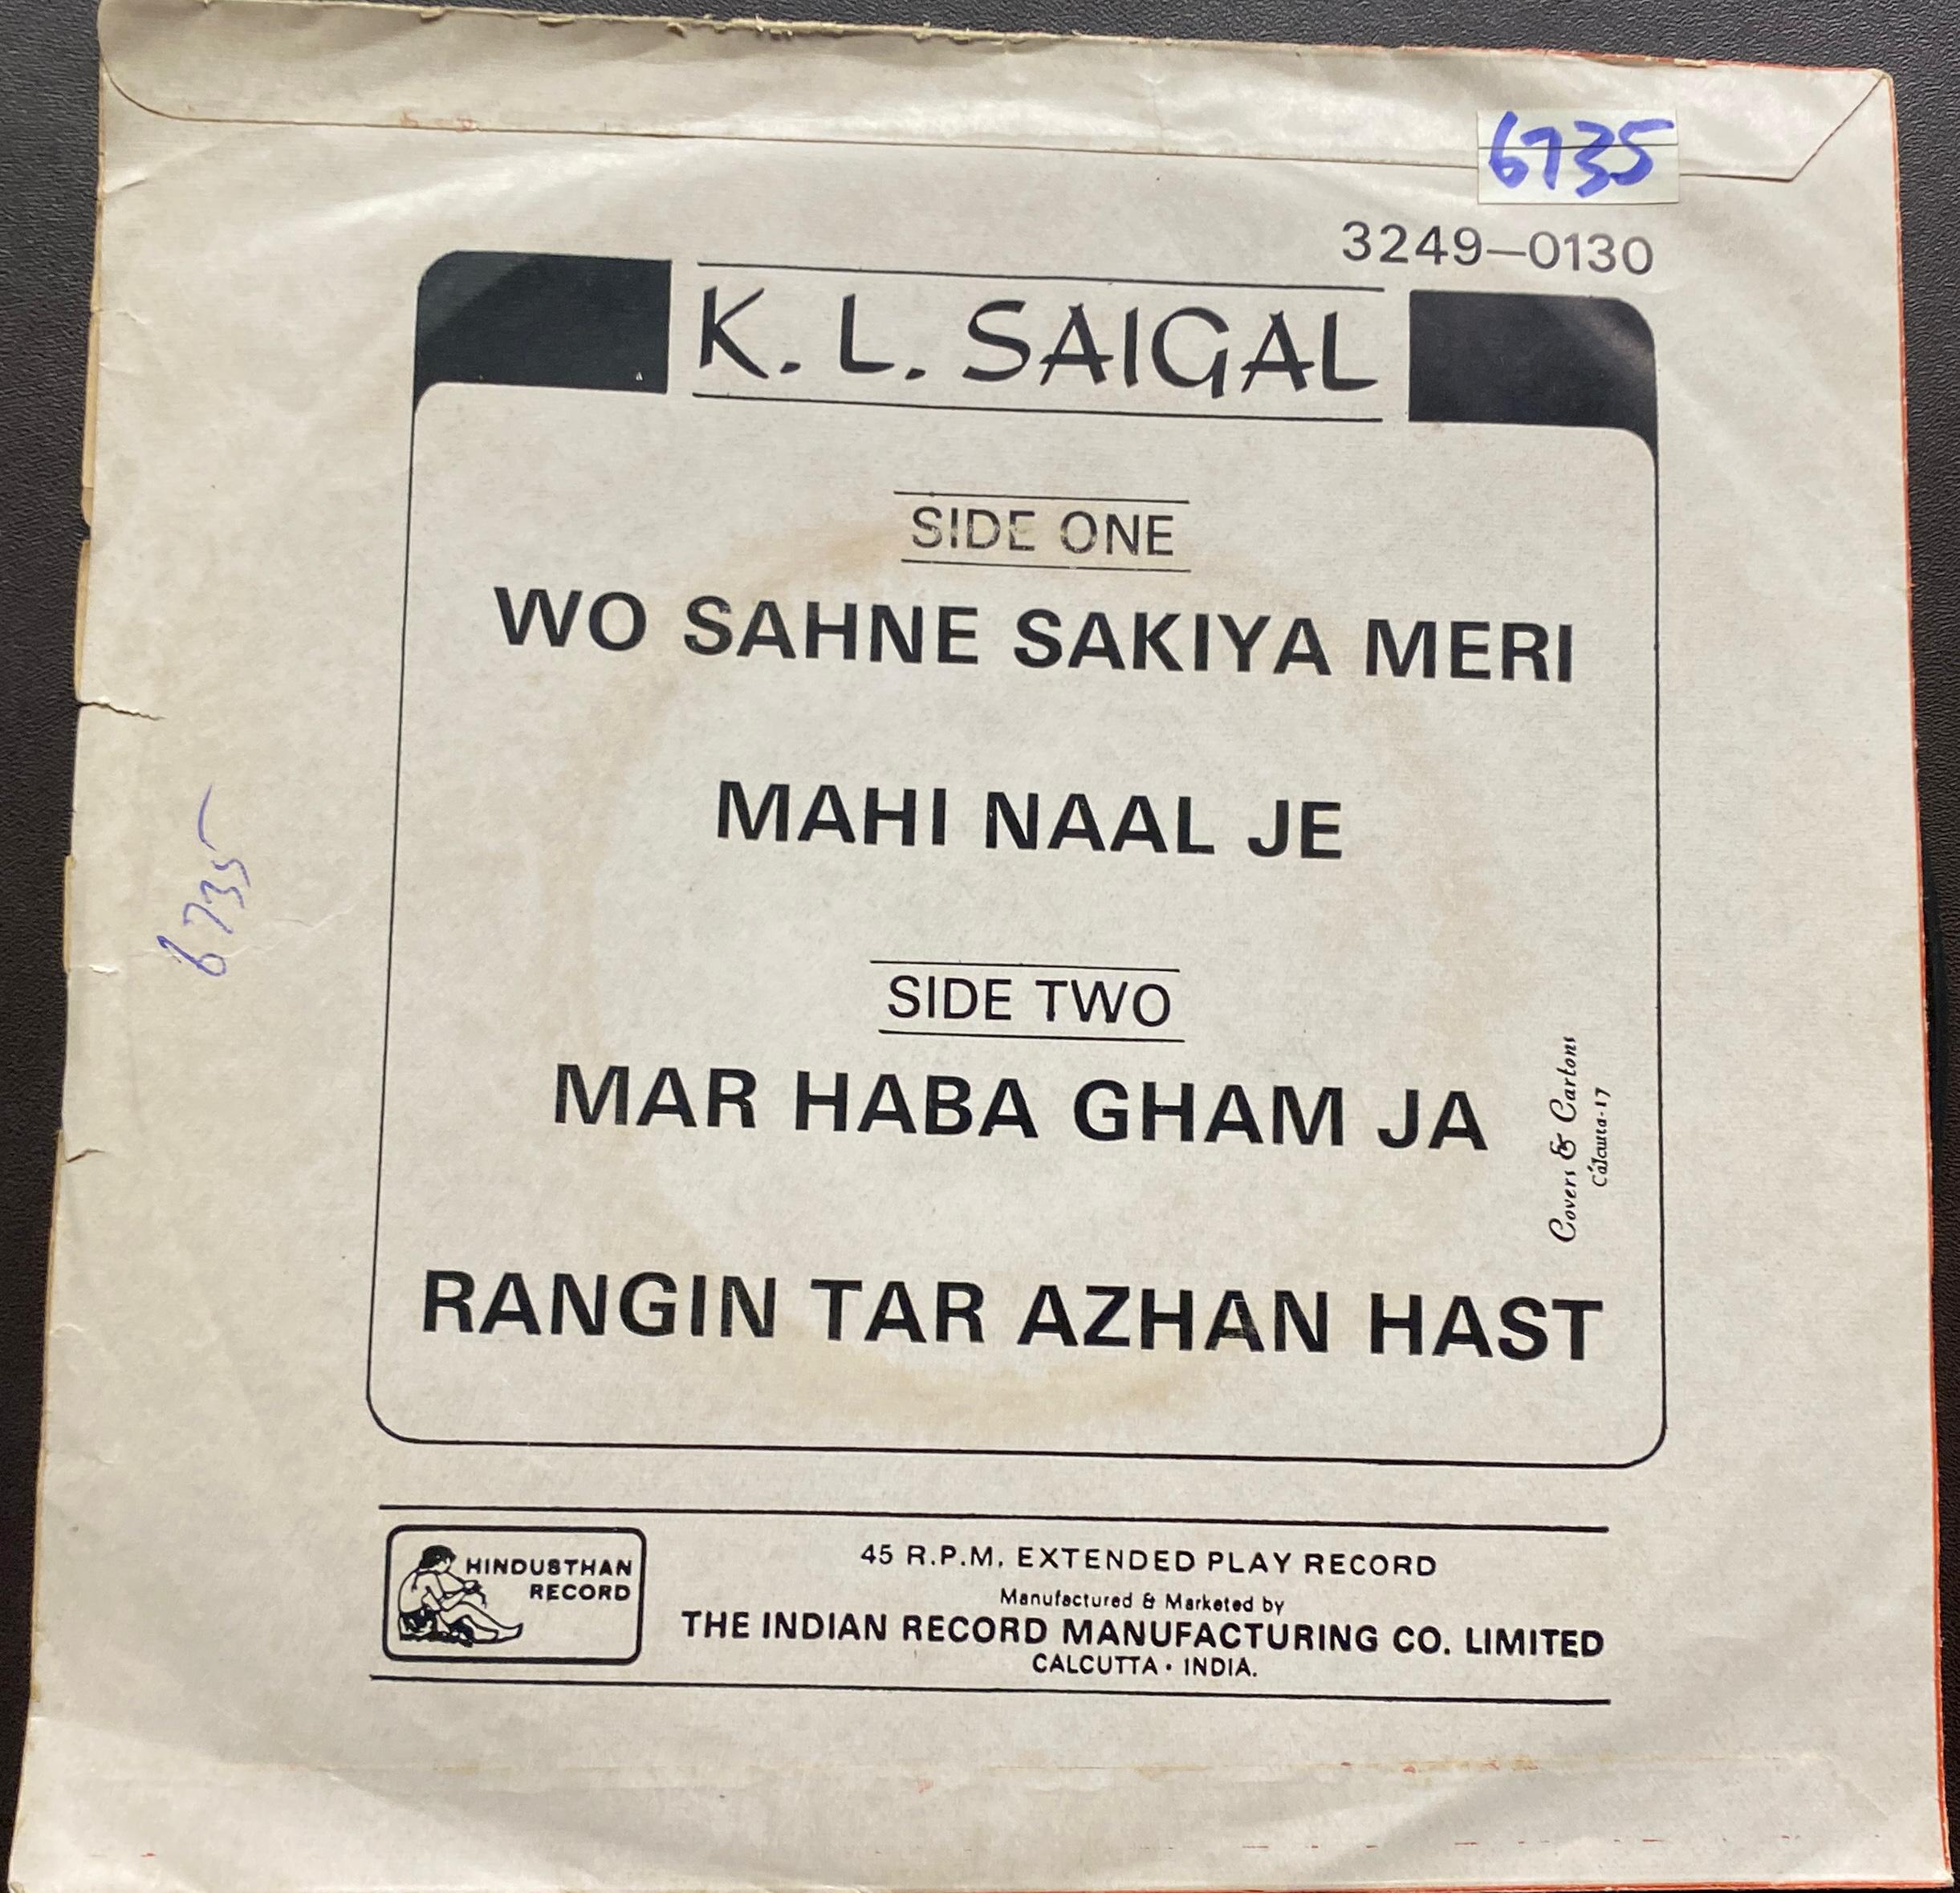 6735
3249—0130
K. L. SAIGAL
SIDE ONE
WO SAHNE SAKIYA MERI
MAHI NAAL JE
SIDE TWO
MAR HABA GHAM JA
RANGIN TAR AZHAN HAST
Covers & Cartons
Calcutta-17
6735
HINDUSTHAN
RECORD
45 R.P.M. EXTENDED PLAY RECORD
Manufactured & Marketed by
THE INDIAN RECORD MANUFACTURING CO. LIMITED
CALCUTTA • INDIA.